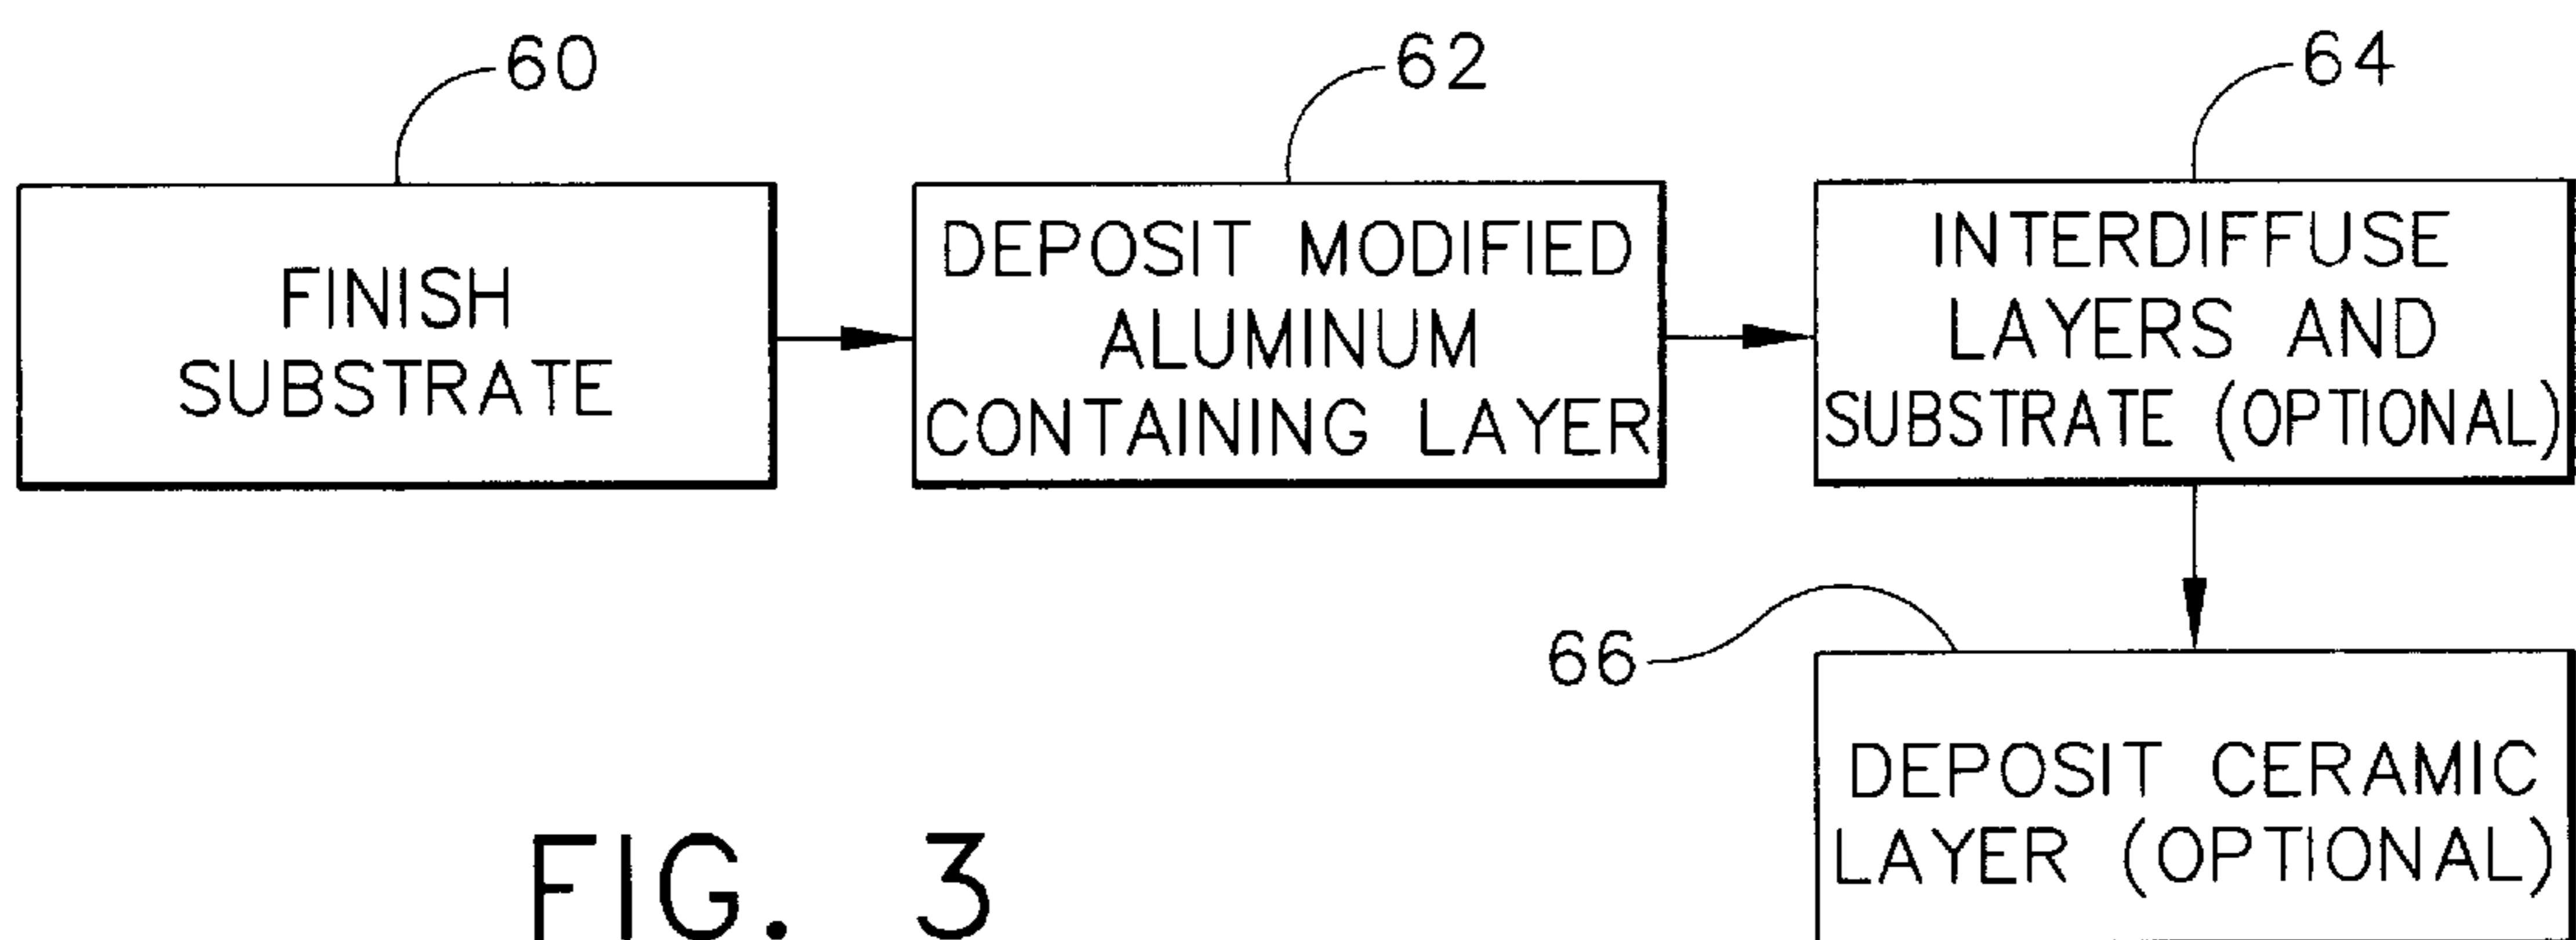 60
62
64
FINISH
SUBSTRATE
DEPOSIT MODIFIED
ALUMINUM
CONTAINING LAYER
INTERDIFFUSE
LAYERS AND
SUBSTRATE (OPTIONAL)
66
DEPOSIT CERAMIC
LAYER (OPTIONAL)
FIG. 3